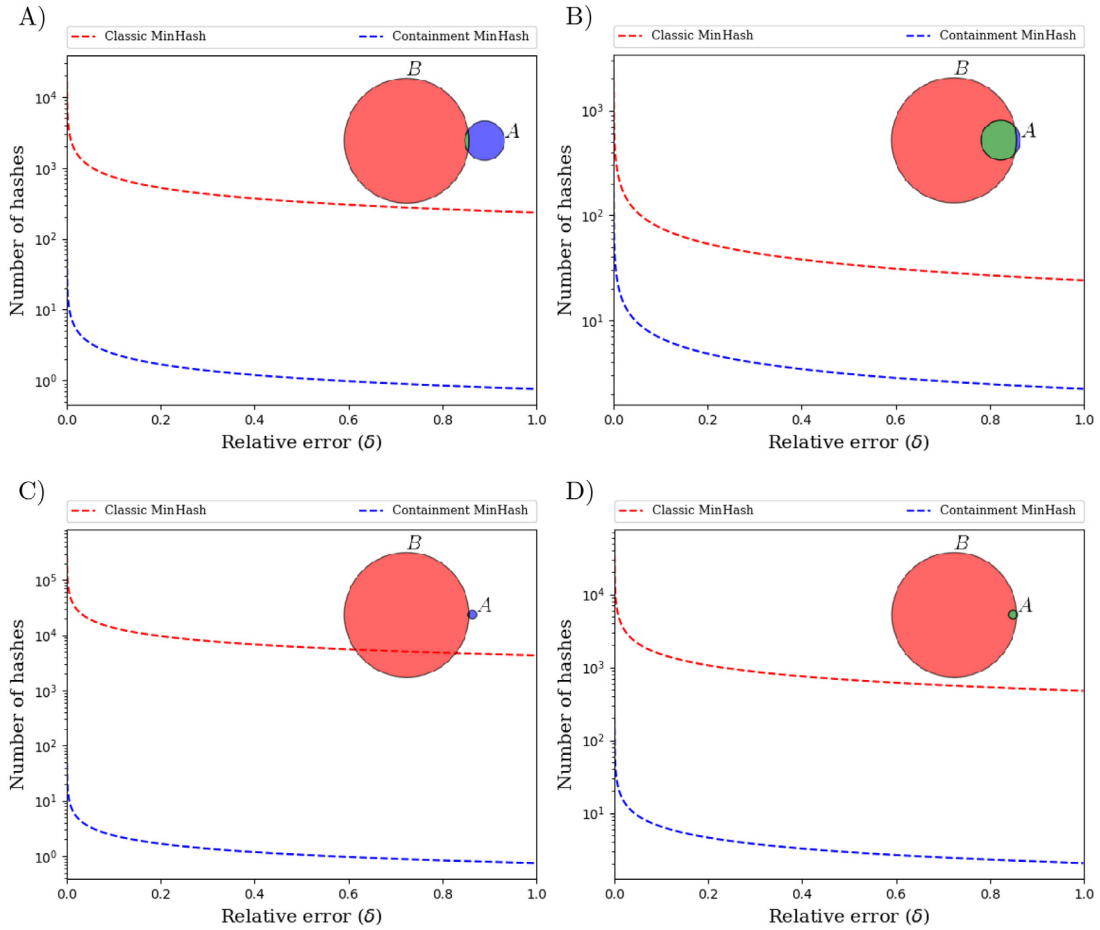 A)
Classic MinHash Containment MinHash
B
A
Number of hashes
10^4
10^3
10^2
10^1
10^0
0.0 0.2 0.4 0.6 0.8 1.0
Relative error (δ)
B)
Classic MinHash Containment MinHash
B
A
Number of hashes
10^3
10^2
10^1
0.0 0.2 0.4 0.6 0.8 1.0
Relative error (δ)
C)
Classic MinHash Containment MinHash
B
A
Number of hashes
10^5
10^4
10^3
10^2
10^1
10^0
0.0 0.2 0.4 0.6 0.8 1.0
Relative error (δ)
D)
Classic MinHash Containment MinHash
B
A
Number of hashes
10^4
10^3
10^2
10^1
0.0 0.2 0.4 0.6 0.8 1.0
Relative error (δ)